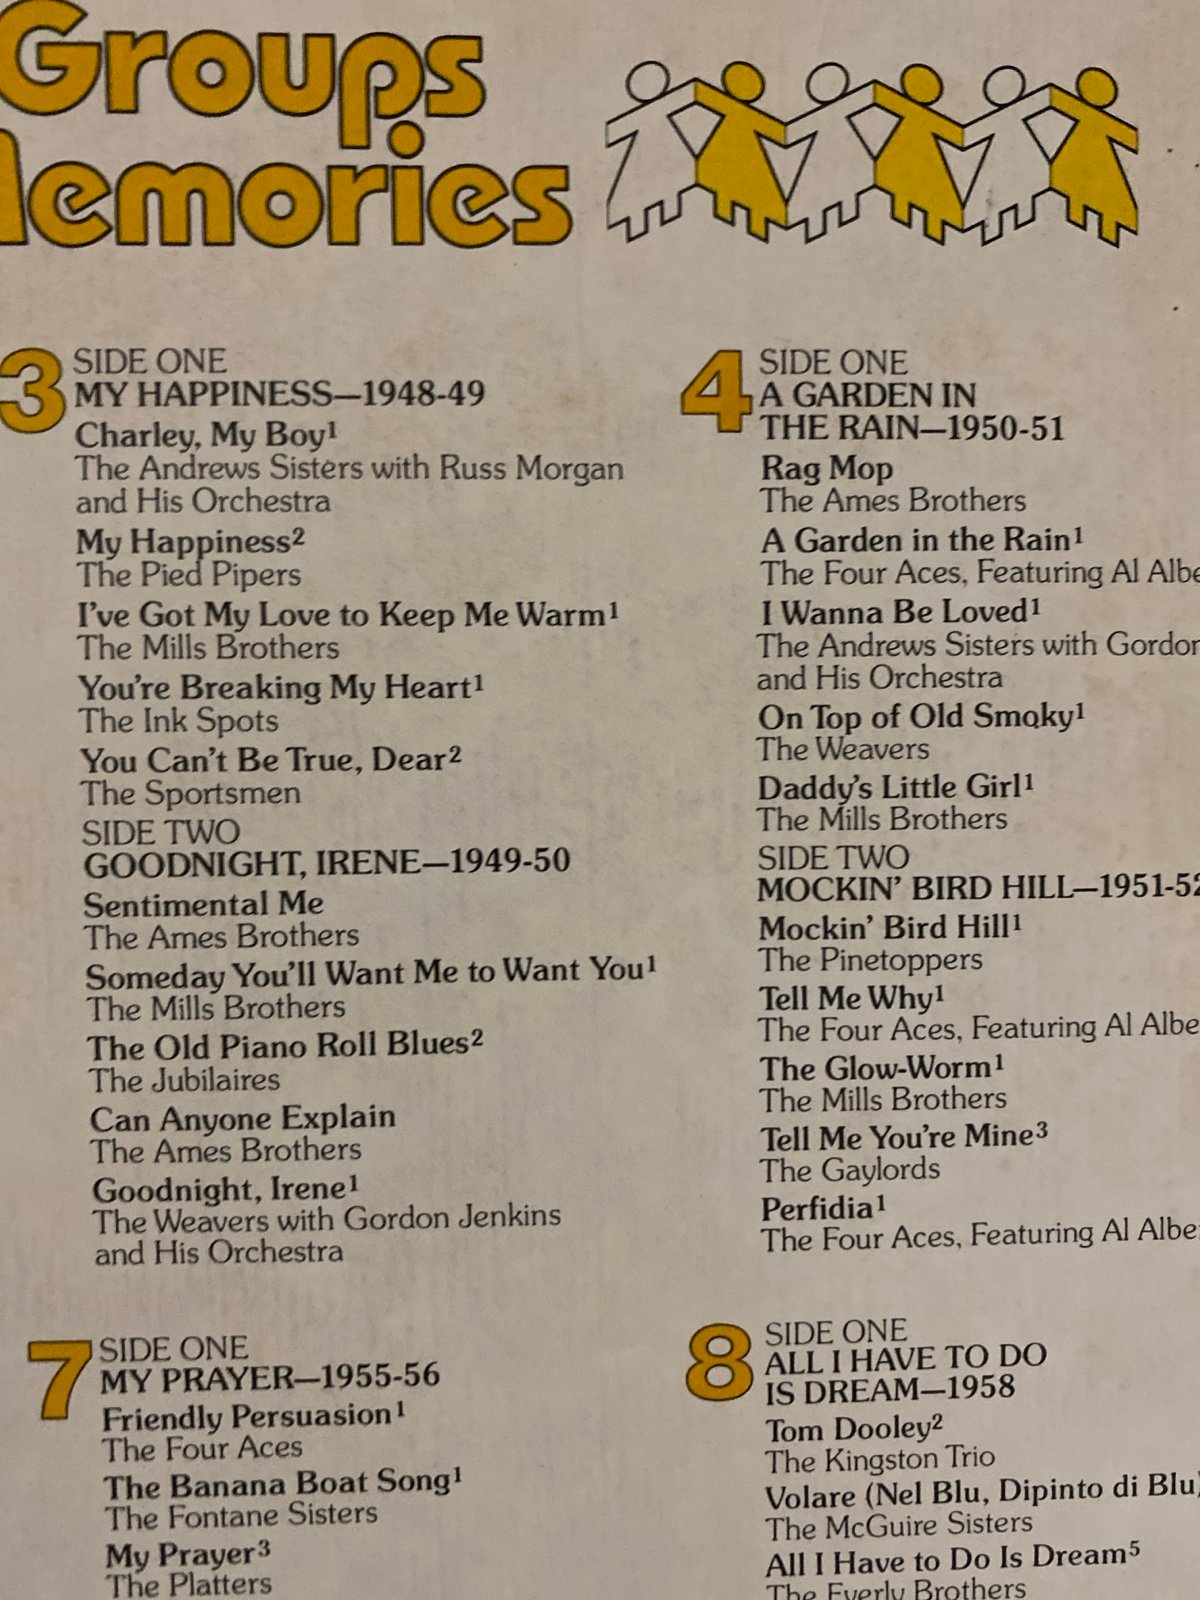 Groups
Memories
3
SIDE ONE
MY HAPPINESS—1948-49
Charley, My Boy¹
The Andrews Sisters with Russ Morgan
and His Orchestra
My Happiness²
The Pied Pipers
I've Got My Love to Keep Me Warm¹
The Mills Brothers
You're Breaking My Heart¹
The Ink Spots
You Can't Be True, Dear²
The Sportsmen
SIDE TWO
GOODNIGHT, IRENE—1949-50
Sentimental Me
The Ames Brothers
Someday You'll Want Me to Want You¹
The Mills Brothers
The Old Piano Roll Blues²
The Jubilaires
Can Anyone Explain
The Ames Brothers
Goodnight, Irene¹
The Weavers with Gordon Jenkins
and His Orchestra
4
SIDE ONE
A GARDEN IN
THE RAIN—1950-51
Rag Mop
The Ames Brothers
A Garden in the Rain¹
The Four Aces, Featuring Al Albe
I Wanna Be Loved¹
The Andrews Sisters with Gordon
and His Orchestra
On Top of Old Smoky¹
The Weavers
Daddy's Little Girl¹
The Mills Brothers
SIDE TWO
MOCKIN' BIRD HILL—1951-52
Mockin' Bird Hill¹
The Pinetoppers
Tell Me Why¹
The Four Aces, Featuring Al Albe
The Glow-Worm¹
The Mills Brothers
Tell Me You're Mine³
The Gaylords
Perfidia¹
The Four Aces, Featuring Al Albe
7
SIDE ONE
MY PRAYER—1955-56
Friendly Persuasion¹
The Four Aces
The Banana Boat Song¹
The Fontane Sisters
My Prayer³
The Platters
8
SIDE ONE
ALL I HAVE TO DO
IS DREAM—1958
Tom Dooley²
The Kingston Trio
Volare (Nel Blu, Dipinto di Blu)
The McGuire Sisters
All I Have to Do Is Dream⁵
The Everly Brothers